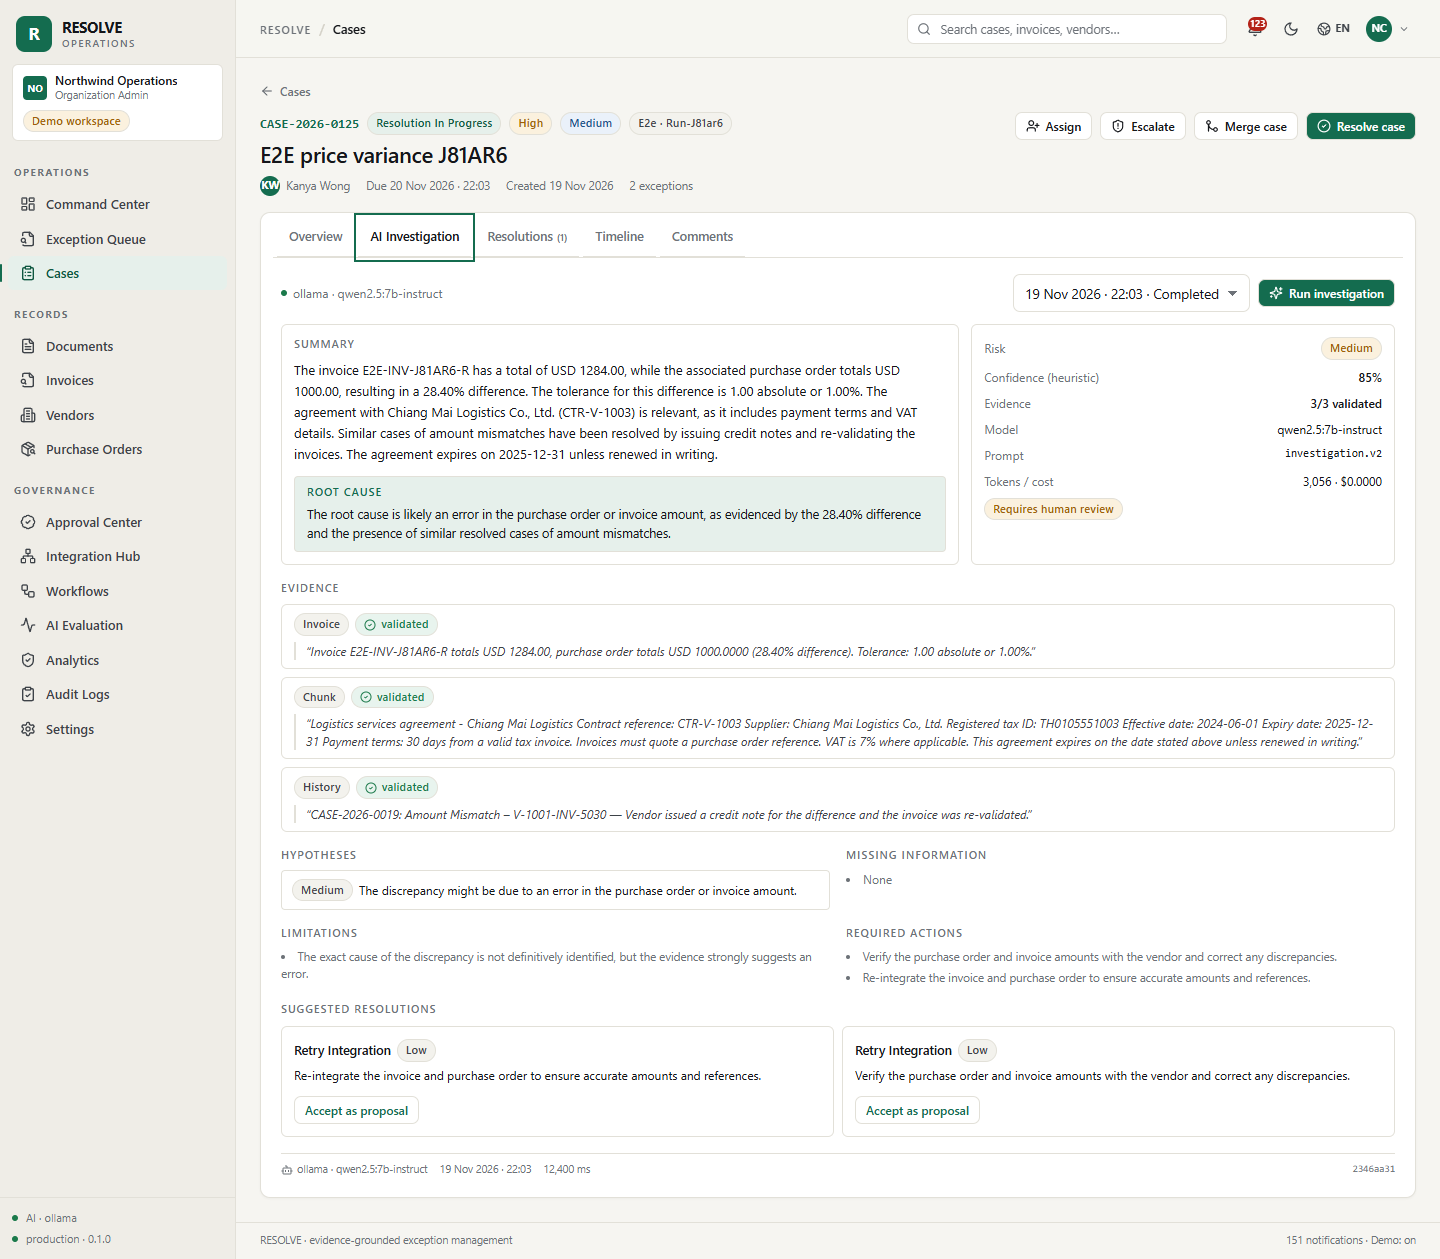 R
RESOLVE
OPERATIONS
NO
Northwind Operations
Organization Admin
Demo workspace
OPERATIONS
Command Center
Exception Queue
Cases
RECORDS
Documents
Invoices
Vendors
Purchase Orders
GOVERNANCE
Approval Center
Integration Hub
Workflows
AI Evaluation
Analytics
Audit Logs
Settings
AI · ollama
production · 0.1.0
RESOLVE / Cases
Search cases, invoices, vendors...
123
EN
NC
Cases
CASE-2026-0125 Resolution In Progress High Medium E2e · Run-J81ar6
Assign Escalate Merge case Resolve case
E2E price variance J81AR6
KW Kanya Wong Due 20 Nov 2026 · 22:03 Created 19 Nov 2026 2 exceptions
Overview AI Investigation Resolutions (1) Timeline Comments
ollama · qwen2.5:7b-instruct
19 Nov 2026 · 22:03 · Completed
Run investigation
SUMMARY
The invoice E2E-INV-J81AR6-R has a total of USD 1284.00, while the associated purchase order totals USD
1000.00, resulting in a 28.40% difference. The tolerance for this difference is 1.00 absolute or 1.00%. The
agreement with Chiang Mai Logistics Co., Ltd. (CTR-V-1003) is relevant, as it includes payment terms and VAT
details. Similar cases of amount mismatches have been resolved by issuing credit notes and re-validating the
invoices. The agreement expires on 2025-12-31 unless renewed in writing.
ROOT CAUSE
The root cause is likely an error in the purchase order or invoice amount, as evidenced by the 28.40% difference
and the presence of similar resolved cases of amount mismatches.
Risk Medium
Confidence (heuristic) 85%
Evidence 3/3 validated
Model qwen2.5:7b-instruct
Prompt investigation.v2
Tokens / cost 3,056 · $0.0000
Requires human review
EVIDENCE
Invoice validated
“Invoice E2E-INV-J81AR6-R totals USD 1284.00, purchase order totals USD 1000.0000 (28.40% difference). Tolerance: 1.00 absolute or 1.00%.”
Chunk validated
“Logistics services agreement - Chiang Mai Logistics Contract reference: CTR-V-1003 Supplier: Chiang Mai Logistics Co., Ltd. Registered tax ID: TH0105551003 Effective date: 2024-06-01 Expiry date: 2025-12-
31 Payment terms: 30 days from a valid tax invoice. Invoices must quote a purchase order reference. VAT is 7% where applicable. This agreement expires on the date stated above unless renewed in writing.”
History validated
“CASE-2026-0019: Amount Mismatch – V-1001-INV-5030 — Vendor issued a credit note for the difference and the invoice was re-validated.”
HYPOTHESES
Medium The discrepancy might be due to an error in the purchase order or invoice amount.
MISSING INFORMATION
• None
LIMITATIONS
• The exact cause of the discrepancy is not definitively identified, but the evidence strongly suggests an
error.
REQUIRED ACTIONS
• Verify the purchase order and invoice amounts with the vendor and correct any discrepancies.
• Re-integrate the invoice and purchase order to ensure accurate amounts and references.
SUGGESTED RESOLUTIONS
Retry Integration Low
Re-integrate the invoice and purchase order to ensure accurate amounts and references.
Accept as proposal
Retry Integration Low
Verify the purchase order and invoice amounts with the vendor and correct any discrepancies.
Accept as proposal
ollama · qwen2.5:7b-instruct 19 Nov 2026 · 22:03 12,400 ms
2346aa31
RESOLVE · evidence-grounded exception management
151 notifications · Demo: on